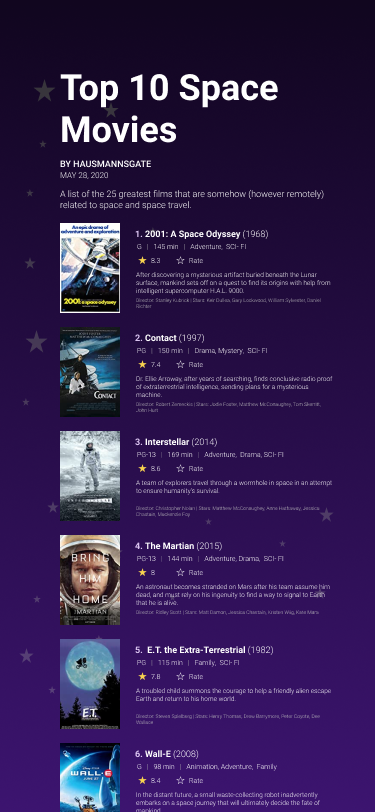 Top 10 Space
Movies
BY HAUSMANNSGATE
MAY 28, 2020
A list of the 25 greatest films that are somehow (however remotely)
related to space and space travel.
An epic drama of
adventure and exploration
2001: a space odyssey
1. 2001: A Space Odyssey (1968)
G | 145 min | Adventure, SCI- FI
8.3 Rate
After discovering a mysterious artifact buried beneath the Lunar
surface, mankind sets off on a quest to find its origins with help from
intelligent supercomputer H.A.L. 9000.
Director: Stanley Kubrick | Stars: Keir Dullea, Gary Lockwood, William Sylvester, Daniel
Richter
CONTACT
2. Contact (1997)
PG | 150 min | Drama, Mystery, SCI- FI
7.4 Rate
Dr. Ellie Arroway, after years of searching, finds conclusive radio proof
of extraterrestrial intelligence, sending plans for a mysterious
machine.
Director: Robert Zemeckis | Stars: Jodie Foster, Matthew McConaughey, Tom Skerritt,
John Hurt
INTERSTELLAR
3. Interstellar (2014)
PG-13 | 169 min | Adventure, Drama, SCI- FI
8.6 Rate
A team of explorers travel through a wormhole in space in an attempt
to ensure humanity's survival.
Director: Christopher Nolan | Stars: Matthew McConaughey, Anne Hathaway, Jessica
Chastain, Mackenzie Foy
BRING
HIM
HOME
THE MARTIAN
4. The Martian (2015)
PG-13 | 144 min | Adventure, Drama, SCI- FI
8 Rate
An astronaut becomes stranded on Mars after his team assume him
dead, and must rely on his ingenuity to find a way to signal to Earth
that he is alive.
Director: Ridley Scott | Stars: Matt Damon, Jessica Chastain, Kristen Wiig, Kate Mara
E.T.
5. E.T. the Extra-Terrestrial (1982)
PG | 115 min | Family, SCI- FI
7.8 Rate
A troubled child summons the courage to help a friendly alien escape
Earth and return to his home world.
Director: Steven Spielberg | Stars: Henry Thomas, Drew Barrymore, Peter Coyote, Dee
Wallace
WALL·E
6. Wall-E (2008)
G | 98 min | Animation, Adventure, Family
8.4 Rate
In the distant future, a small waste-collecting robot inadvertently
embarks on a space journey that will ultimately decide the fate of
mankind.